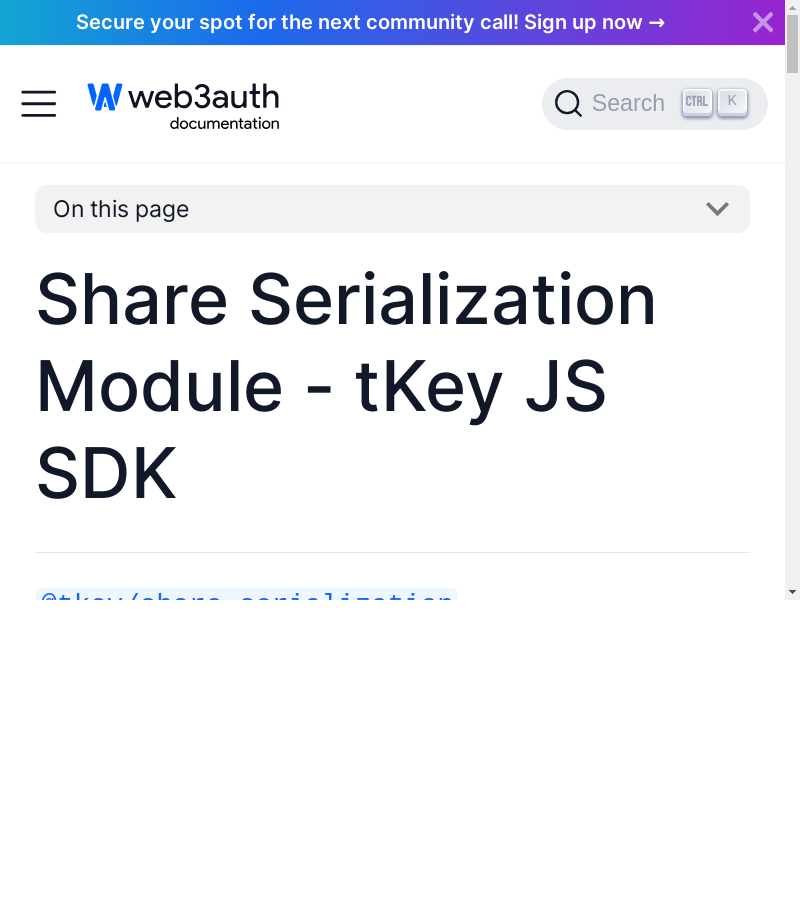 Secure your spot for the next community call! Sign up now →
web3auth
documentation
Search CTRL K
On this page
Share Serialization
Module - tKey JS
SDK
@tkey/share-serialization